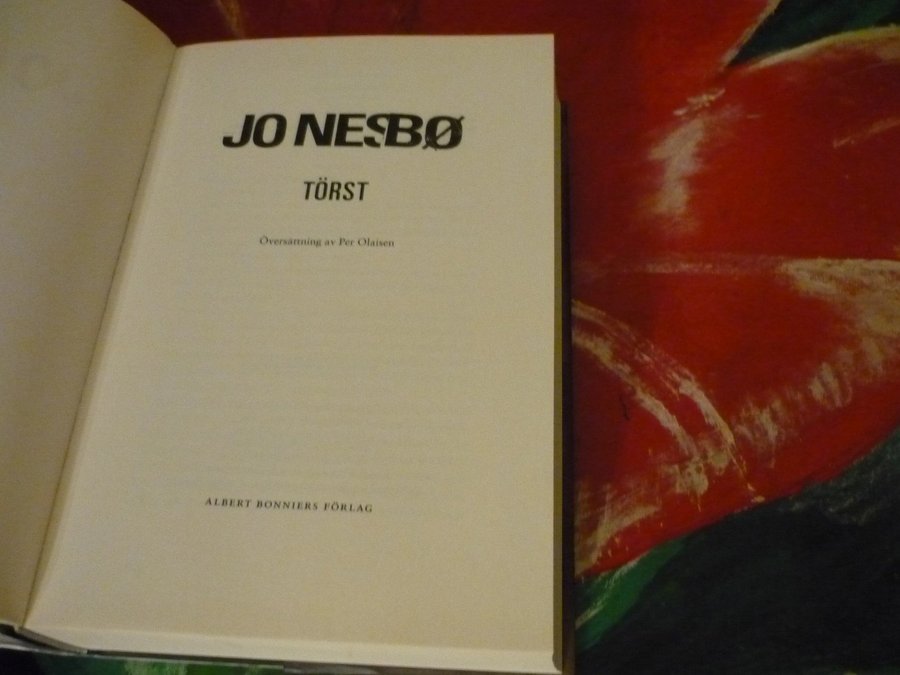 JO NESBØ
TÖRST
Översättning av Per Olaisen
ALBERT BONNIERS FÖRLAG